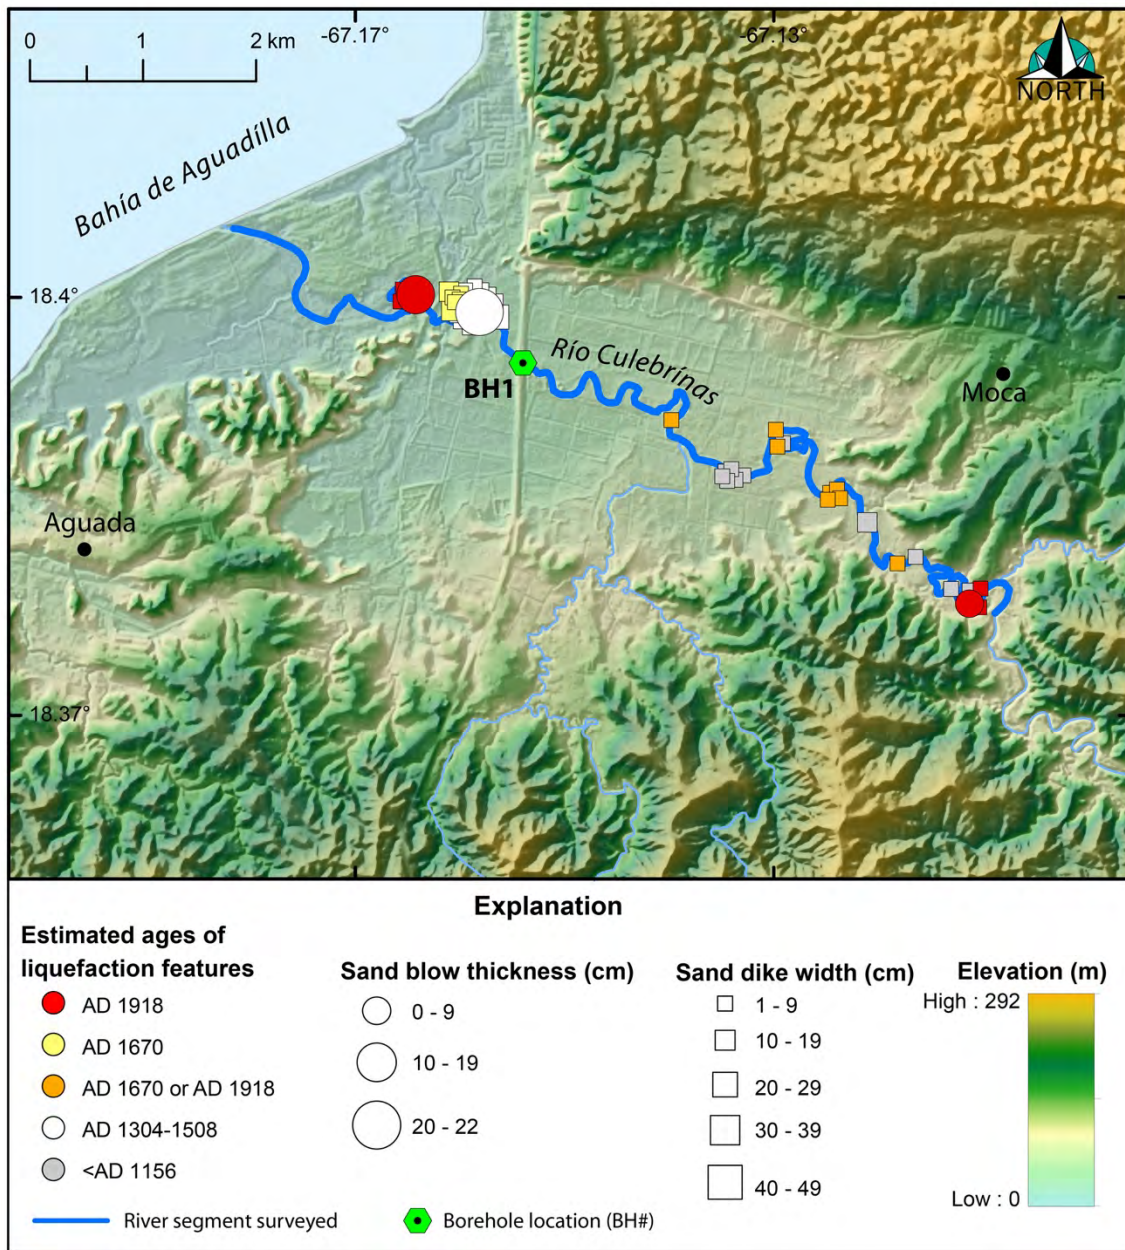 0 1 2 km
-67.17°
-67.13°
NORTH
Bahía de Aguadílla
18.4°
Río Culebrínas
BH1
Moca
Aguada
18.37°
Explanation
Estimated ages of
liquefaction features
AD 1918
AD 1670
AD 1670 or AD 1918
AD 1304-1508
<AD 1156
River segment surveyed
Sand blow thickness (cm)
0 - 9
10 - 19
20 - 22
Borehole location (BH#)
Sand dike width (cm)
1 - 9
10 - 19
20 - 29
30 - 39
40 - 49
Elevation (m)
High : 292
Low : 0